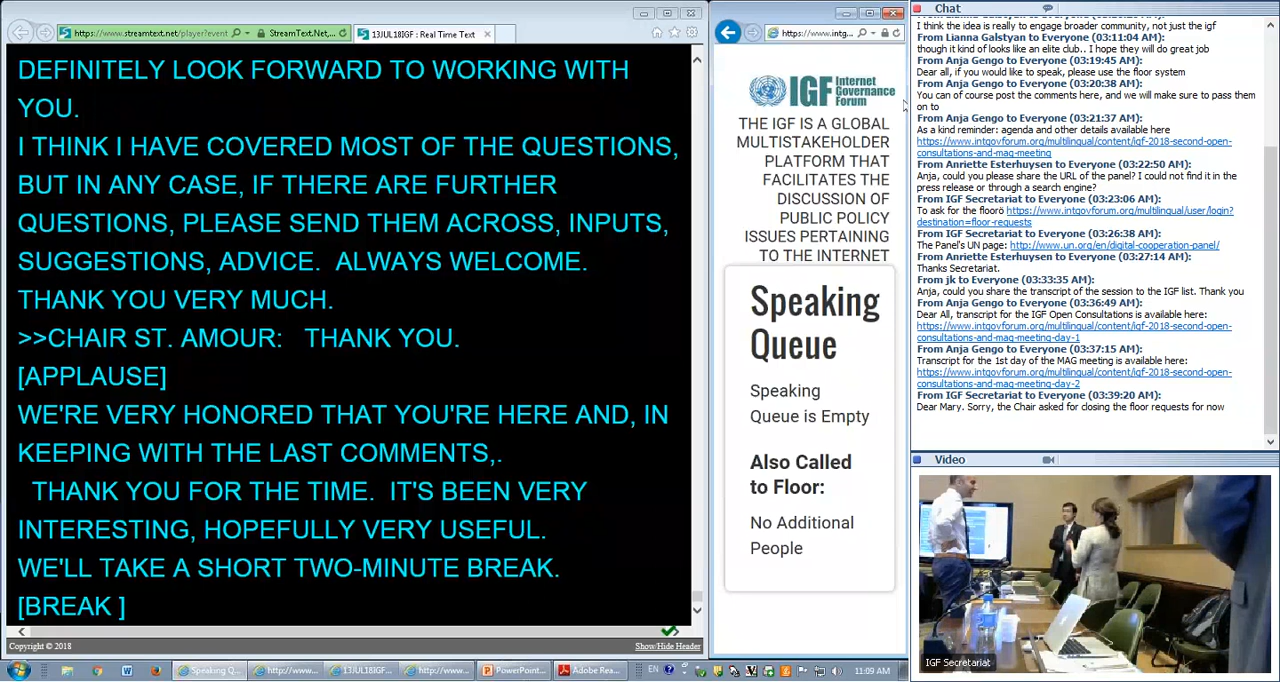 https://www.streamtext.net/player?event
StreamText.Net,
13JUL18IGF : Real Time Text
DEFINITELY LOOK FORWARD TO WORKING WITH
YOU.
I THINK I HAVE COVERED MOST OF THE QUESTIONS,
BUT IN ANY CASE, IF THERE ARE FURTHER
QUESTIONS, PLEASE SEND THEM ACROSS, INPUTS,
SUGGESTIONS, ADVICE.  ALWAYS WELCOME.
THANK YOU VERY MUCH.
>>CHAIR ST. AMOUR:   THANK YOU.
[APPLAUSE]
WE'RE VERY HONORED THAT YOU'RE HERE AND, IN
KEEPING WITH THE LAST COMMENTS,.
THANK YOU FOR THE TIME.  IT'S BEEN VERY
INTERESTING, HOPEFULLY VERY USEFUL.
WE'LL TAKE A SHORT TWO-MINUTE BREAK.
[BREAK ]
Copyright © 2018
Show/Hide Header
https://www.intg...
IGF Internet
Governance
Forum
THE IGF IS A GLOBAL
MULTISTAKEHOLDER
PLATFORM THAT
FACILITATES THE
DISCUSSION OF
PUBLIC POLICY
ISSUES PERTAINING
TO THE INTERNET
Speaking
Queue
Speaking
Queue is Empty
Also Called
to Floor:
No Additional
People
Chat
I think the idea is really to engage broader community, not just the igf
From Lianna Galstyan to Everyone (03:11:04 AM):
though it kind of looks like an elite club.. I hope they will do great job
From Anja Gengo to Everyone (03:19:45 AM):
Dear all, if you would like to speak, please use the floor system
From Anja Gengo to Everyone (03:20:38 AM):
You can of course post the comments here, and we will make sure to pass them
on to
From Anja Gengo to Everyone (03:21:37 AM):
As a kind reminder: agenda and other details available here
https://www.intgovforum.org/multilingual/content/igf-2018-second-open-
consultations-and-mag-meeting
From Anriette Esterhuysen to Everyone (03:22:50 AM):
Anja, could you please share the URL of the panel? I could not find it in the
press release or through a search engine?
From IGF Secretariat to Everyone (03:23:06 AM):
To ask for the floorö https://www.intgovforum.org/multilingual/user/login?
destination=floor-requests
From IGF Secretariat to Everyone (03:26:38 AM):
The Panel's UN page: http://www.un.org/en/digital-cooperation-panel/
From Anriette Esterhuysen to Everyone (03:27:14 AM):
Thanks Secretariat.
From jk to Everyone (03:33:35 AM):
Anja, could you share the transcript of the session to the IGF list. Thank you
From Anja Gengo to Everyone (03:36:49 AM):
Dear All, transcript for the IGF Open Consultations is available here:
https://www.intgovforum.org/multilingual/content/igf-2018-second-open-
consultations-and-mag-meeting-day-1
From Anja Gengo to Everyone (03:37:15 AM):
Transcript for the 1st day of the MAG meeting is available here:
https://www.intgovforum.org/multilingual/content/igf-2018-second-open-
consultations-and-mag-meeting-day-2
From IGF Secretariat to Everyone (03:39:20 AM):
Dear Mary. Sorry, the Chair asked for closing the floor requests for now
Video
IGF Secretariat
Speaking Q...
http://www...
13JUL18IGF...
http://www...
PowerPoint...
Adobe Rea...
EN
11:09 AM